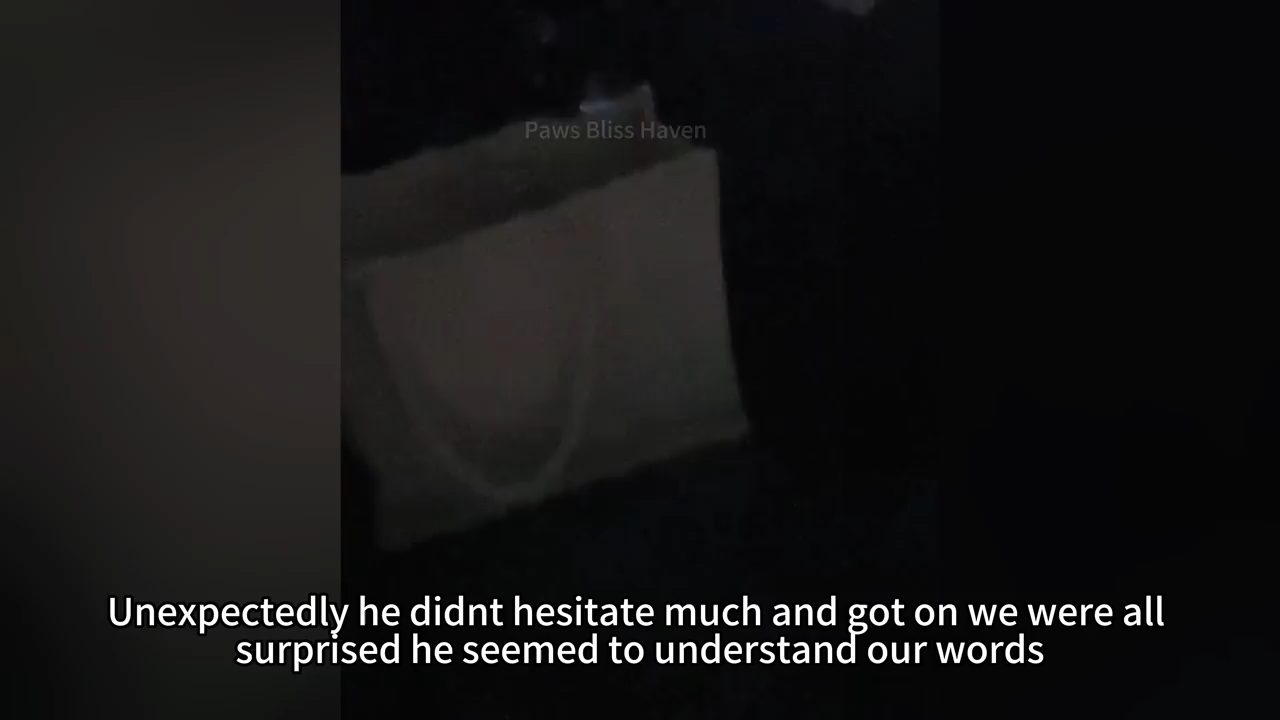 Paws Bliss Haven
Unexpectedly he didnt hesitate much and got on we were all
surprised he seemed to understand our words